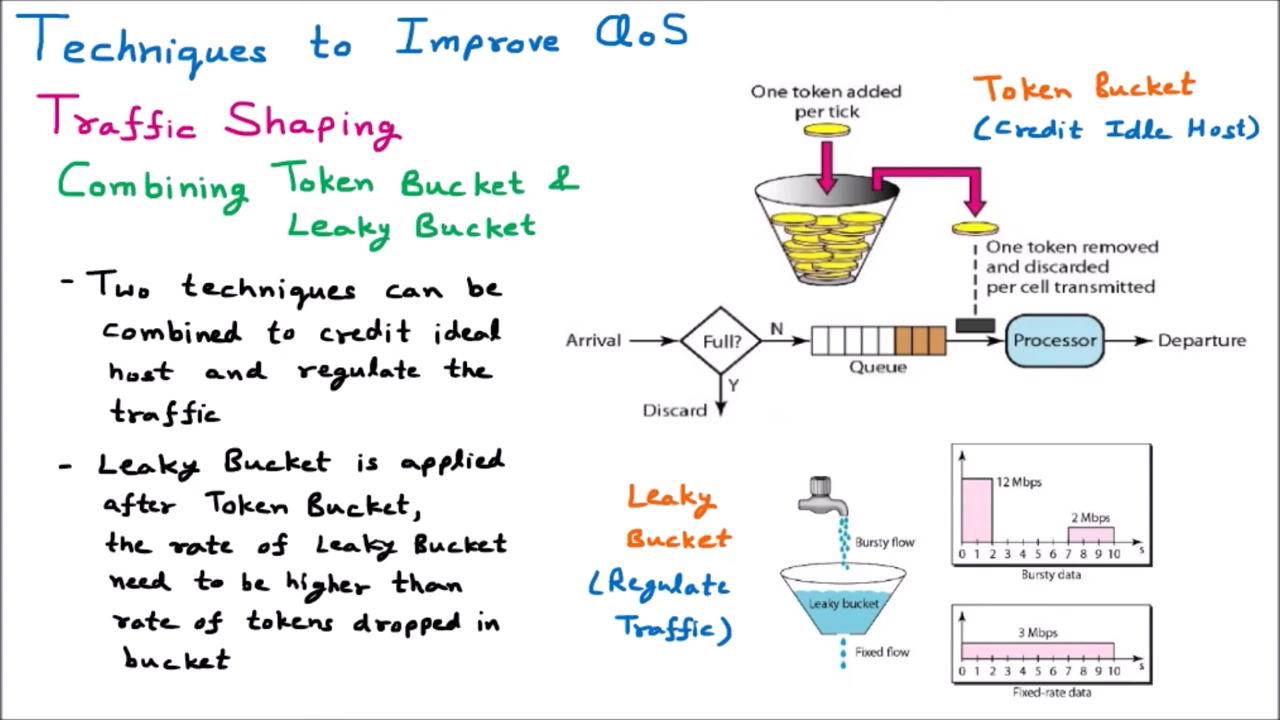 Techniques to Improve QoS
Traffic Shaping
Combining Token Bucket &
Leaky Bucket
- Two techniques can be
combined to credit ideal
host and regulate the
traffic
- Leaky Bucket is applied
after Token Bucket,
the rate of Leaky Bucket
need to be higher than
rate of tokens dropped in
bucket
Token Bucket
(Credit Idle Host)
One token added
per tick
One token removed
and discarded
per cell transmitted
Arrival
Full?
N
Y
Discard
Queue
Processor
Departure
Leaky
Bucket
(Regulate
Traffic)
Bursty flow
Leaky bucket
Fixed flow
12 Mbps
2 Mbps
0 1 2 3 4 5 6 7 8 9 10 s
Bursty data
3 Mbps
0 1 2 3 4 5 6 7 8 9 10 s
Fixed-rate data